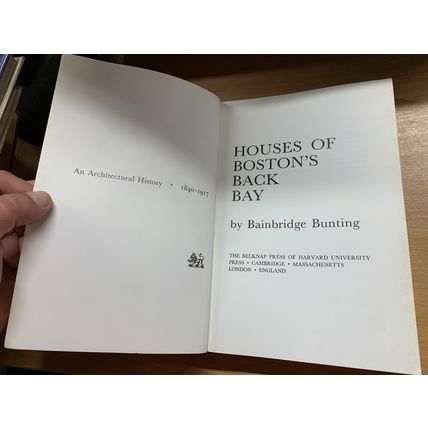 An Architectural History • 1840-1917
HOUSES OF
BOSTON'S
BACK
BAY
by Bainbridge Bunting
THE BELKNAP PRESS OF HARVARD UNIVERSITY
PRESS • CAMBRIDGE • MASSACHUSETTS
LONDON • ENGLAND